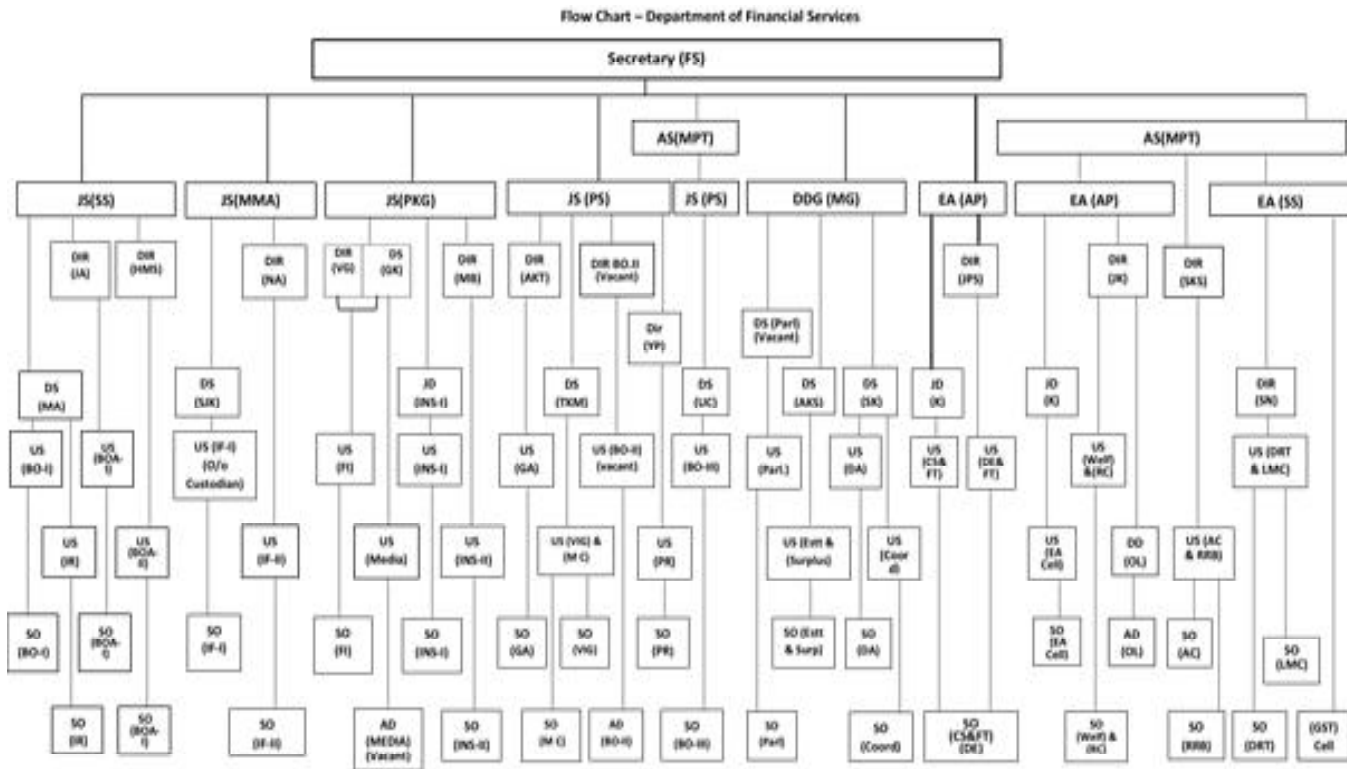 Flow Chart – Department of Financial Services
Secretary (FS)
AS(MPT)
AS(MPT)
JS(SS)
JS(MMA)
JS(PKG)
JS (PS)
JS (PS)
DDG (MG)
EA (AP)
EA (AP)
EA (SS)
DIR
(JA)
DIR
(HMS)
DIR
(NA)
DIR
(VG)
DS
(GK)
DIR
(MB)
DIR
(AKT)
DIR BO.II
(Vacant)
DIR
(JPS)
DIR
(JK)
DIR
(SKS)
Dir
(YP)
DS (Parl)
(Vacant)
DS
(MA)
DS
(SJK)
JD
(INS-I)
DS
(TKM)
DS
(UC)
DS
(AKS)
DS
(SK)
JD
(K)
JD
(K)
DIR
(SN)
US
(BO-I)
US
(BOA-
I)
US (IF-I)
(O/o
Custodian)
US
(FI)
US
(INS-I)
US
(GA)
US (BO-II)
(vacant)
US
(BO-III)
US
(Parl.)
US
(DA)
US
(CS&
FT)
US
(DE&
FT)
US
(Welf)
&(RC)
US (DRT
& LMC)
US
(IR)
US
(BOA-
II)
US
(IF-II)
US
(Media)
US
(INS-II)
US (VIG) &
(M C)
US
(PR)
US (Estt &
(Surplus)
US
(Coor
d)
US
(EA
Cell)
DD
(OL)
US (AC
& RRB)
SO
(BO-I)
SO
(BOA-
I)
SO
(IF-I)
SO
(FI)
SO
(INS-I)
SO
(GA)
SO
(VIG)
SO
(PR)
SO (Estt
& Surp)
SO
(DA)
SO
(EA
Cell)
AD
(OL)
SO
(AC)
SO
(LMC)
SO
(IR)
SO
(BOA-
I)
SO
(IF-II)
AD
(MEDIA)
(Vacant)
SO
(INS-II)
SO
(M C)
AD
(BO-II)
SO
(BO-III)
SO
(Parl)
SO
(Coord)
SO
(CS&FT)
(DE)
SO
(Welf) &
(RC)
SO
(RRB)
SO
(DRT)
(GST)
Cell